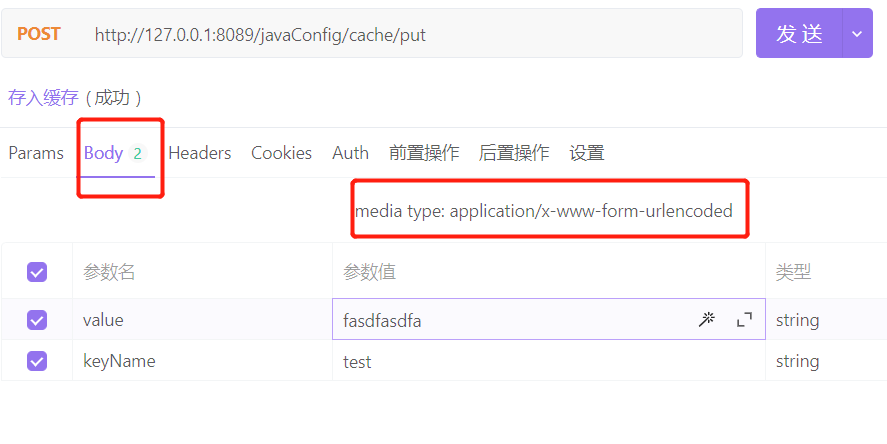 POST http://127.0.0.1:8089/javaConfig/cache/put 发 送
存入缓存 ( 成功 )
Params Body 2 Headers Cookies Auth 前置操作 后置操作 设置
media type: application/x-www-form-urlencoded
参数名 参数值 类型
value fasdfasdfa string
keyName test string